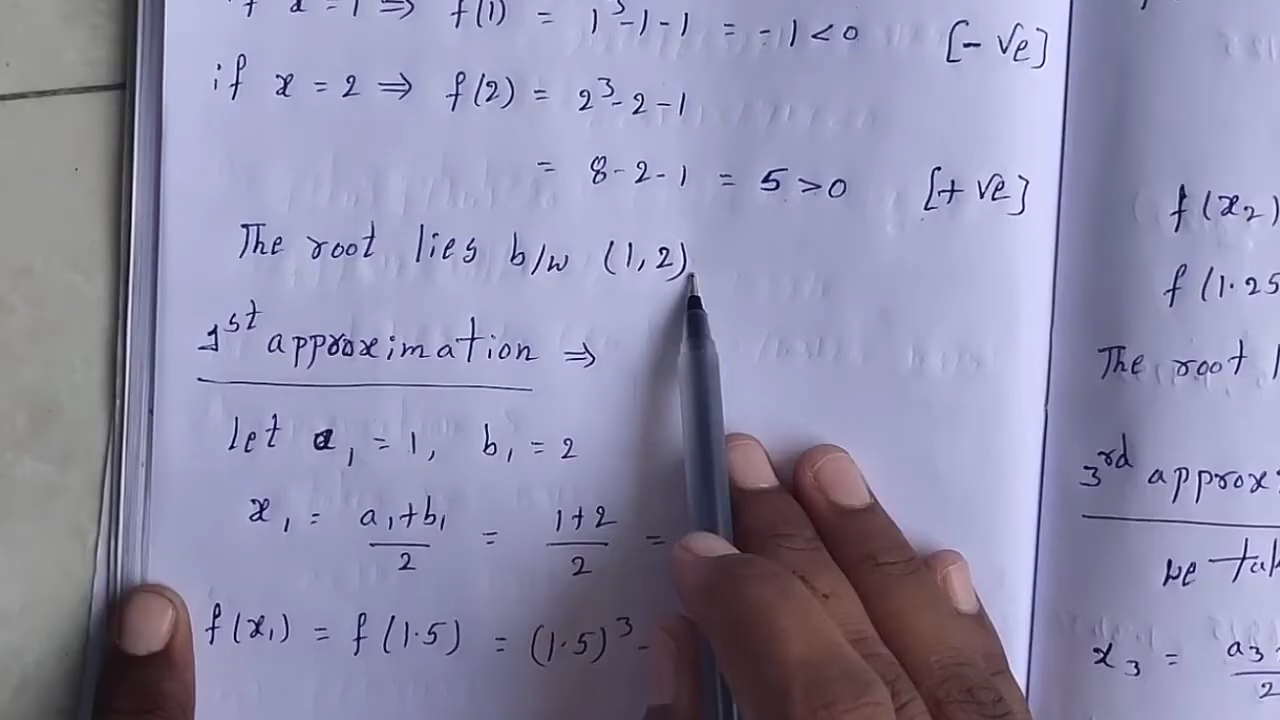 if x = 1 ⇒ f(1) = 1³-1-1 = -1 < 0 [- ve]
if x = 2 ⇒ f(2) = 2³-2-1
= 8-2-1 = 5 > 0 [+ ve]
The root lies b/w (1, 2)
1st approximation ⇒
Let a₁ = 1, b₁ = 2
x₁ = a₁+b₁/2 = 1+2/2 =
f(x₁) = f(1.5) = (1.5)³ -
f(x₂)
f(1.25
The root
3rd approx
we
x₃ = a₃/2